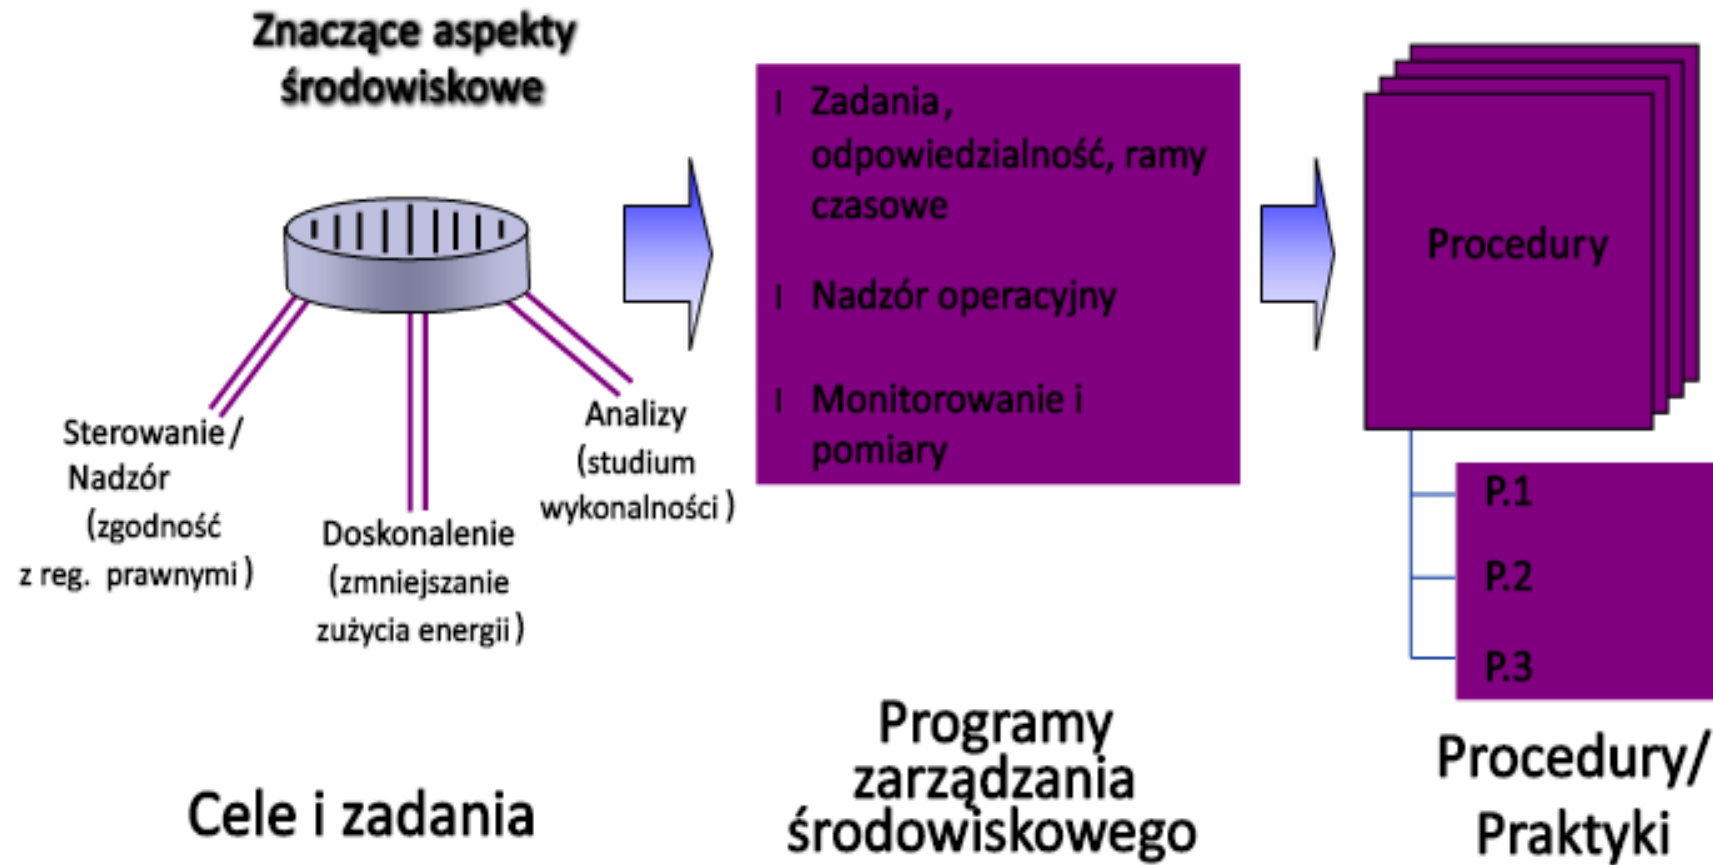 Znaczące aspekty
środowiskowe
Sterowanie/
Nadzór
(zgodność
z reg. prawnymi)
Doskonalenie
(zmniejszanie
zużycia energii)
Analizy
(studium
wykonalności)
Cele i zadania
Zadania,
odpowiedzialność, ramy
czasowe
Nadzór operacyjny
Monitorowanie i
pomiary
Programy
zarządzania
środowiskowego
Procedury
P.1
P.2
P.3
Procedury/
Praktyki